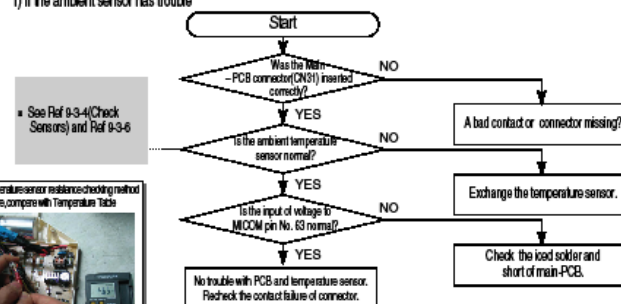 1) If the ambient sensor has trouble
Start
Was the Main
– PCB connector(CN31) inserted
correctly?
NO
YES
A bad contact or connector missing?
▪ See Ref 9-3-4(Check
Sensors) and Ref 9-3-6
Is the ambient temperature
sensor normal?
NO
YES
Exchange the temperature sensor.
erature sensor resistance checking method
e,compare with Temperature Table
Is the input of voltage to
MICOM pin No. 63 normal?
NO
YES
Check the iced solder and
short of main-PCB.
No trouble with PCB and temperature sensor.
Recheck the contact failure of connector.